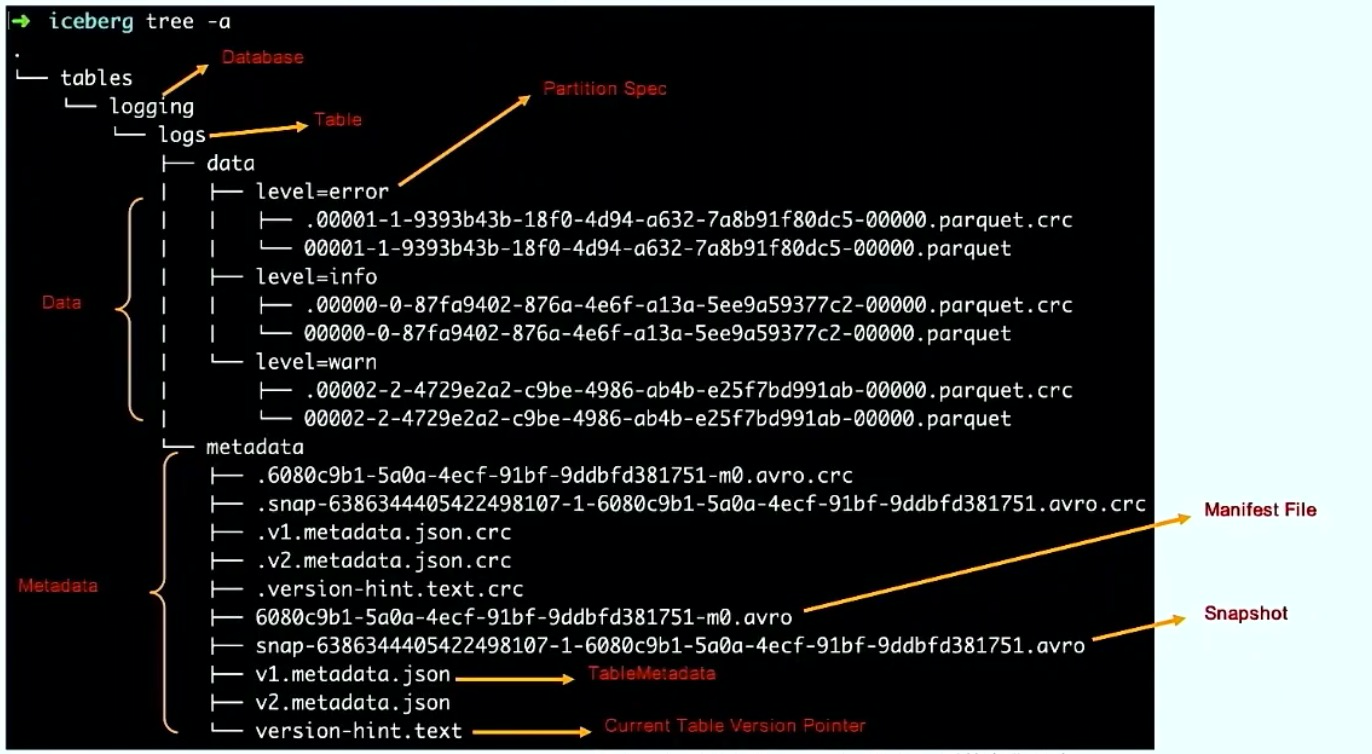 ➜ iceberg tree -a
.
Database
└── tables
Partition Spec
└── logging
Table
└── logs
├── data
│ ├── level=error
│ │ ├── .00001-1-9393b43b-18f0-4d94-a632-7a8b91f80dc5-00000.parquet.crc
│ │ └── 00001-1-9393b43b-18f0-4d94-a632-7a8b91f80dc5-00000.parquet
│ ├── level=info
Data
│ │ ├── .00000-0-87fa9402-876a-4e6f-a13a-5ee9a59377c2-00000.parquet.crc
│ │ └── 00000-0-87fa9402-876a-4e6f-a13a-5ee9a59377c2-00000.parquet
│ └── level=warn
│ ├── .00002-2-4729e2a2-c9be-4986-ab4b-e25f7bd991ab-00000.parquet.crc
│ └── 00002-2-4729e2a2-c9be-4986-ab4b-e25f7bd991ab-00000.parquet
└── metadata
├── .6080c9b1-5a0a-4ecf-91bf-9ddbfd381751-m0.avro.crc
├── .snap-6386344405422498107-1-6080c9b1-5a0a-4ecf-91bf-9ddbfd381751.avro.crc
Manifest File
├── .v1.metadata.json.crc
├── .v2.metadata.json.crc
Metadata
├── .version-hint.text.crc
├── 6080c9b1-5a0a-4ecf-91bf-9ddbfd381751-m0.avro
Snapshot
├── snap-6386344405422498107-1-6080c9b1-5a0a-4ecf-91bf-9ddbfd381751.avro
├── v1.metadata.json
TableMetadata
├── v2.metadata.json
└── version-hint.text
Current Table Version Pointer